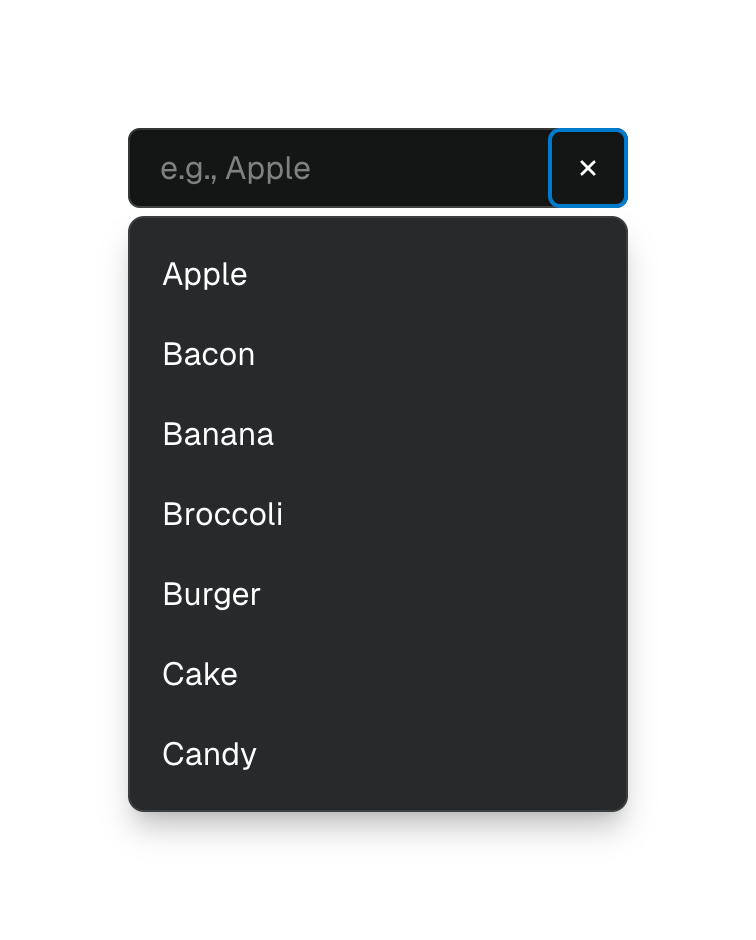 e.g., Apple
Apple
Bacon
Banana
Broccoli
Burger
Cake
Candy